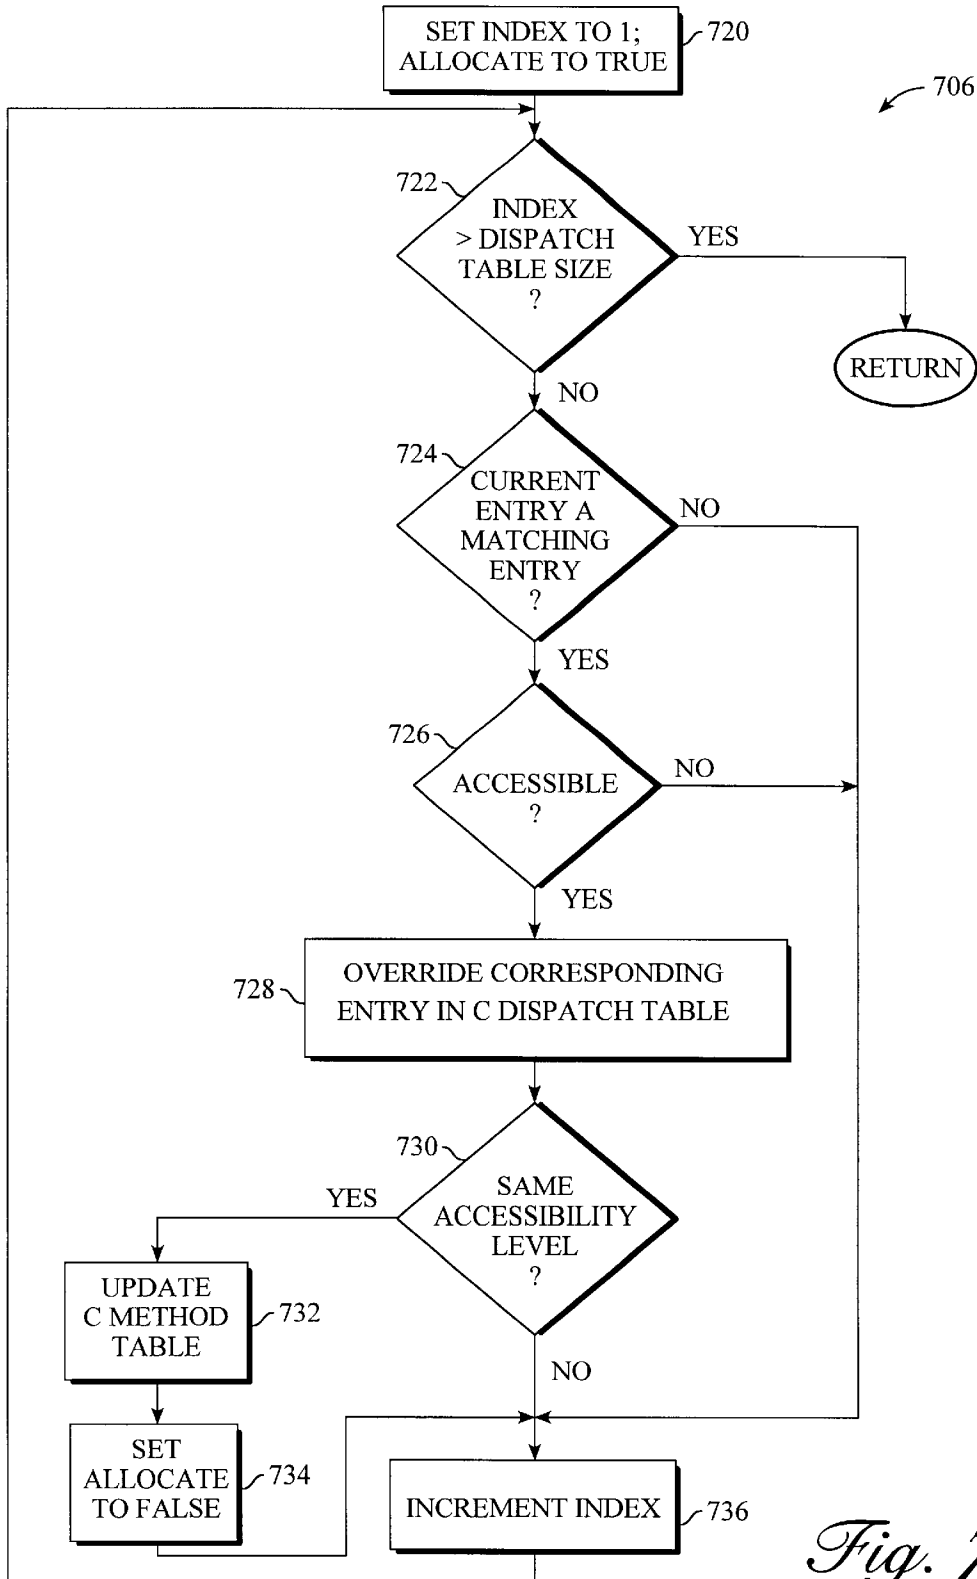 SET INDEX TO 1;
ALLOCATE TO TRUE
720
706
722
INDEX
> DISPATCH
TABLE SIZE
?
YES
RETURN
NO
724
CURRENT
ENTRY A
MATCHING
ENTRY
?
NO
YES
726
ACCESSIBLE
?
NO
YES
728
OVERRIDE CORRESPONDING
ENTRY IN C DISPATCH TABLE
730
SAME
ACCESSIBILITY
LEVEL
?
YES
UPDATE
C METHOD
TABLE
732
NO
SET
ALLOCATE
TO FALSE
734
INCREMENT INDEX
736
Fig.